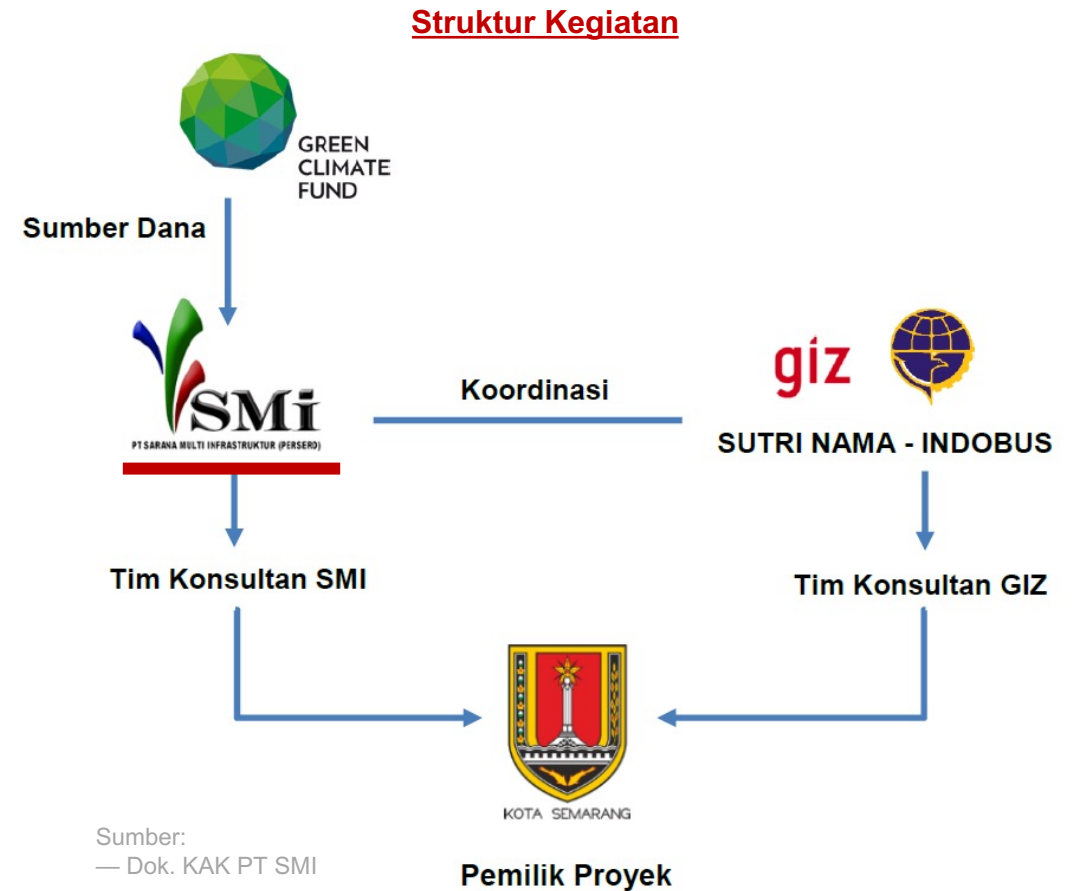 Struktur Kegiatan
GREEN
CLIMATE
FUND
Sumber Dana
SMi
PT SARANA MULTI INFRASTRUKTUR (PERSERO)
Koordinasi
giz
SUTRI NAMA - INDOBUS
Tim Konsultan SMI
Tim Konsultan GIZ
KOTA SEMARANG
Sumber:
— Dok. KAK PT SMI
Pemilik Proyek